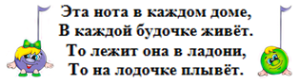 Эта нота в каждом доме,
В каждой будочке живёт.
То лежит она в ладони,
То на лодочке плывёт.